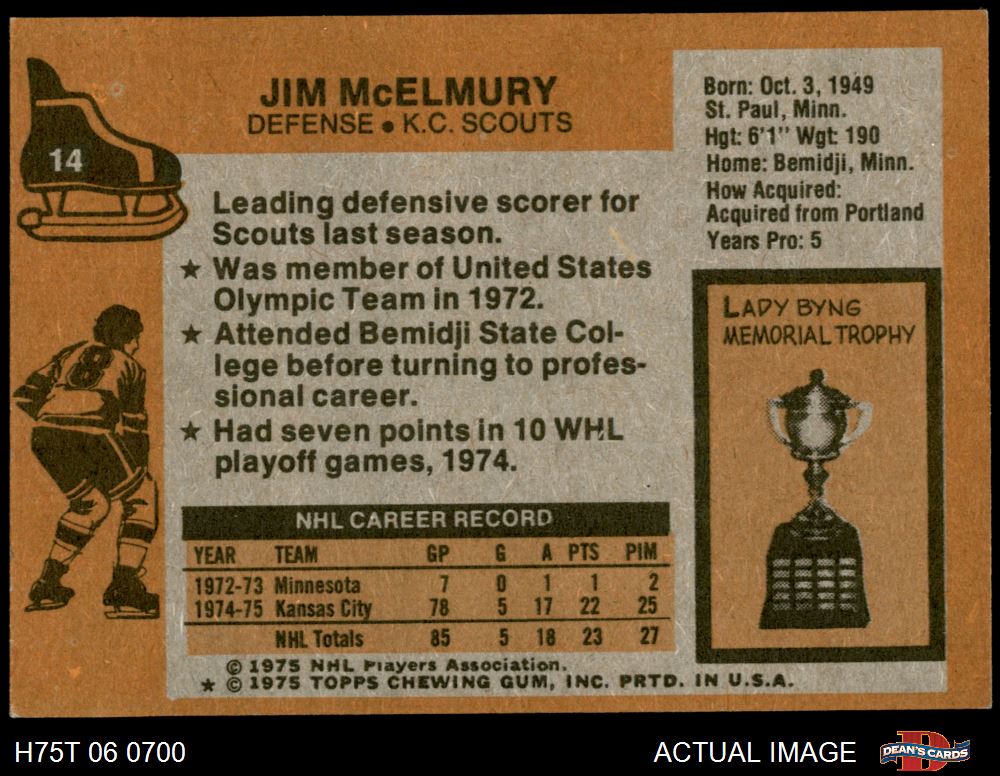 14
JIM McELMURY
DEFENSE ● K.C. SCOUTS
Born: Oct. 3, 1949
St. Paul, Minn.
Hgt: 6'1" Wgt: 190
Home: Bemidji, Minn.
How Acquired:
Acquired from Portland
Years Pro: 5
Leading defensive scorer for
Scouts last season.
★ Was member of United States
Olympic Team in 1972.
★ Attended Bemidji State Col-
lege before turning to profes-
sional career.
★ Had seven points in 10 WHL
playoff games, 1974.
8
LADY BYNG
MEMORIAL TROPHY
NHL CAREER RECORD
YEAR TEAM GP G A PTS PIM
1972-73 Minnesota 7 0 1 1 2
1974-75 Kansas City 78 5 17 22 25
NHL Totals 85 5 18 23 27
© 1975 NHL Players Association.
★ © 1975 TOPPS CHEWING GUM, INC. PRTD. IN U.S.A.
H75T 06 0700
ACTUAL IMAGE
D
DEAN'S CARDS